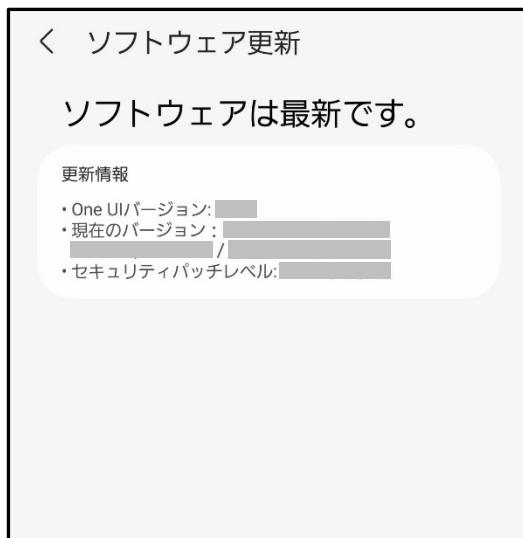 ソフトウェア更新
ソフトウェアは最新です。
更新情報
・One UIバージョン:
・現在のバージョン：
/
・セキュリティパッチレベル: